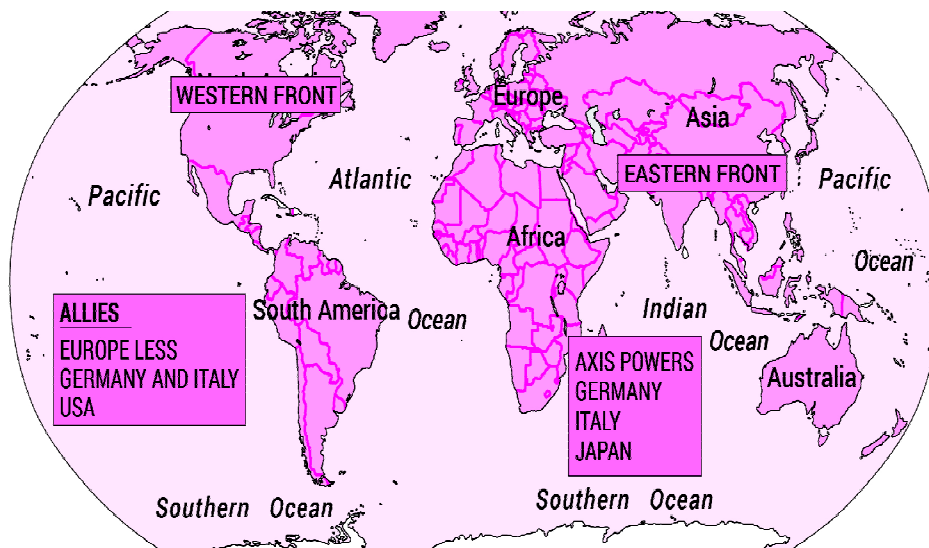 WESTERN FRONT
Europe
Asia
EASTERN FRONT
Pacific
Atlantic
Pacific
Africa
Ocean
ALLIES
EUROPE LESS
GERMANY AND ITALY
USA
South America
Ocean
Indian
Ocean
AXIS POWERS
GERMANY
ITALY
JAPAN
Australia
Southern Ocean
Southern Ocean